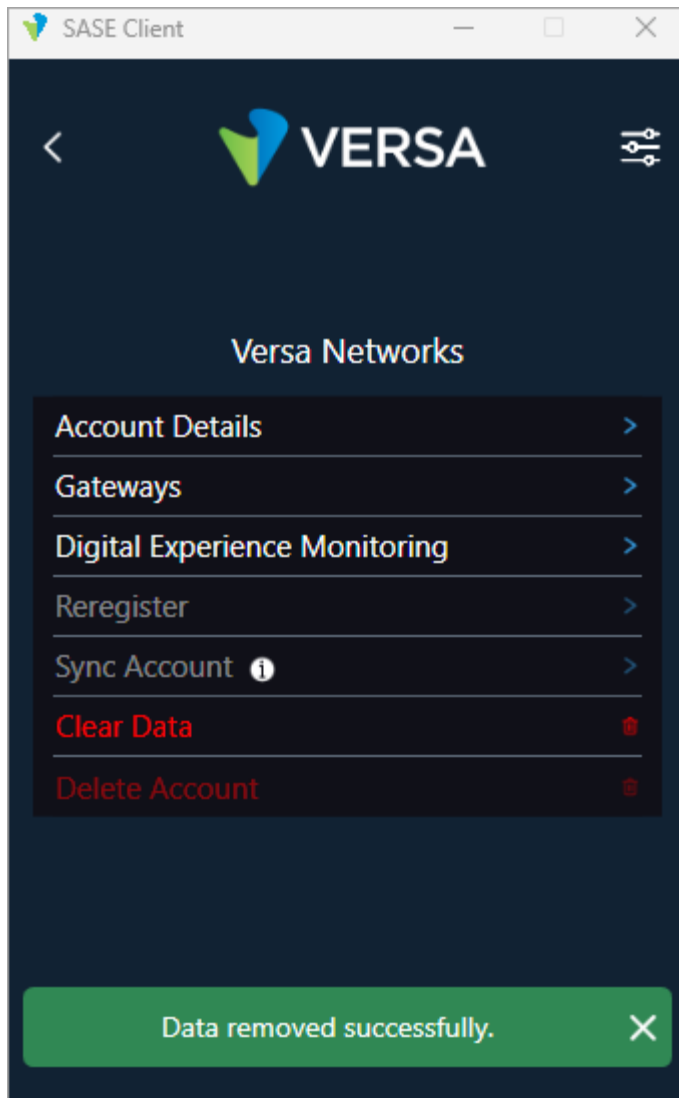 SASE Client
VERSA
Versa Networks
Account Details
Gateways
Digital Experience Monitoring
Reregister
Sync Account
Clear Data
Delete Account
Data removed successfully.